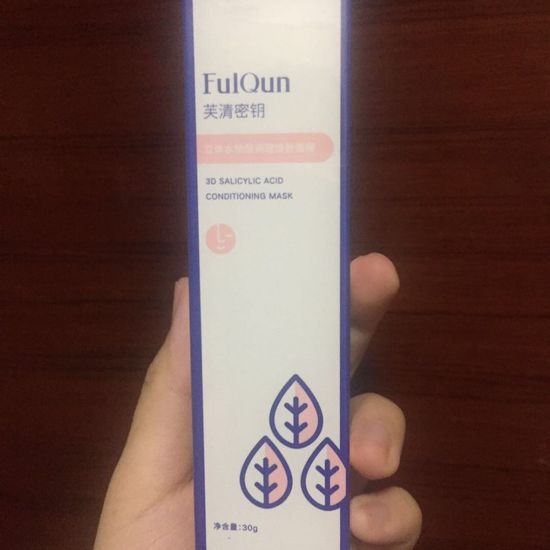 FulQun
芙清密钥
3D SALICYLIC ACID
CONDITIONING MASK
净含量:30g